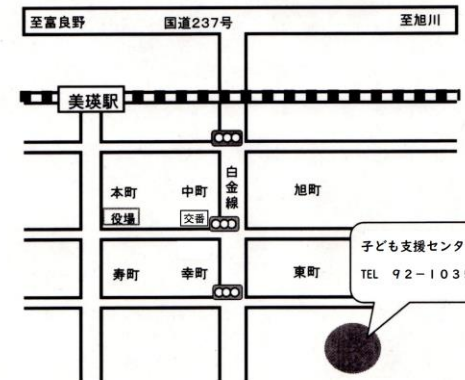 至富良野
国道237号
至旭川
美瑛駅
白金線
本町
中町
旭町
役場
交番
子ども支援センタ
TEL 92-103
寿町
幸町
東町